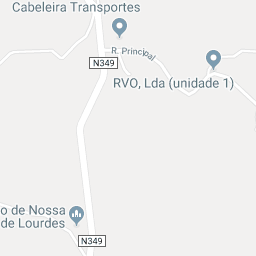 Cabeleira Transportes
R. Principal
N349
RVO, Lda (unidade 1)
o de Nossa
de Lourdes
N349